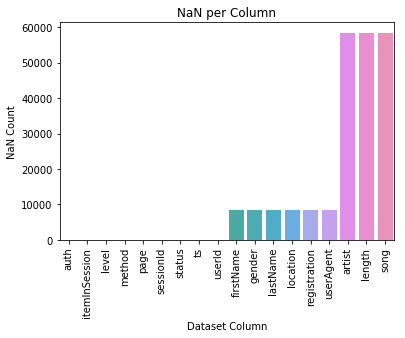 NaN per Column
60000
50000
40000
30000
20000
10000
0
NaN Count
auth
itemInSession
level
method
page
sessionId
status
ts
userId
firstName
gender
lastName
location
registration
userAgent
artist
length
song
Dataset Column